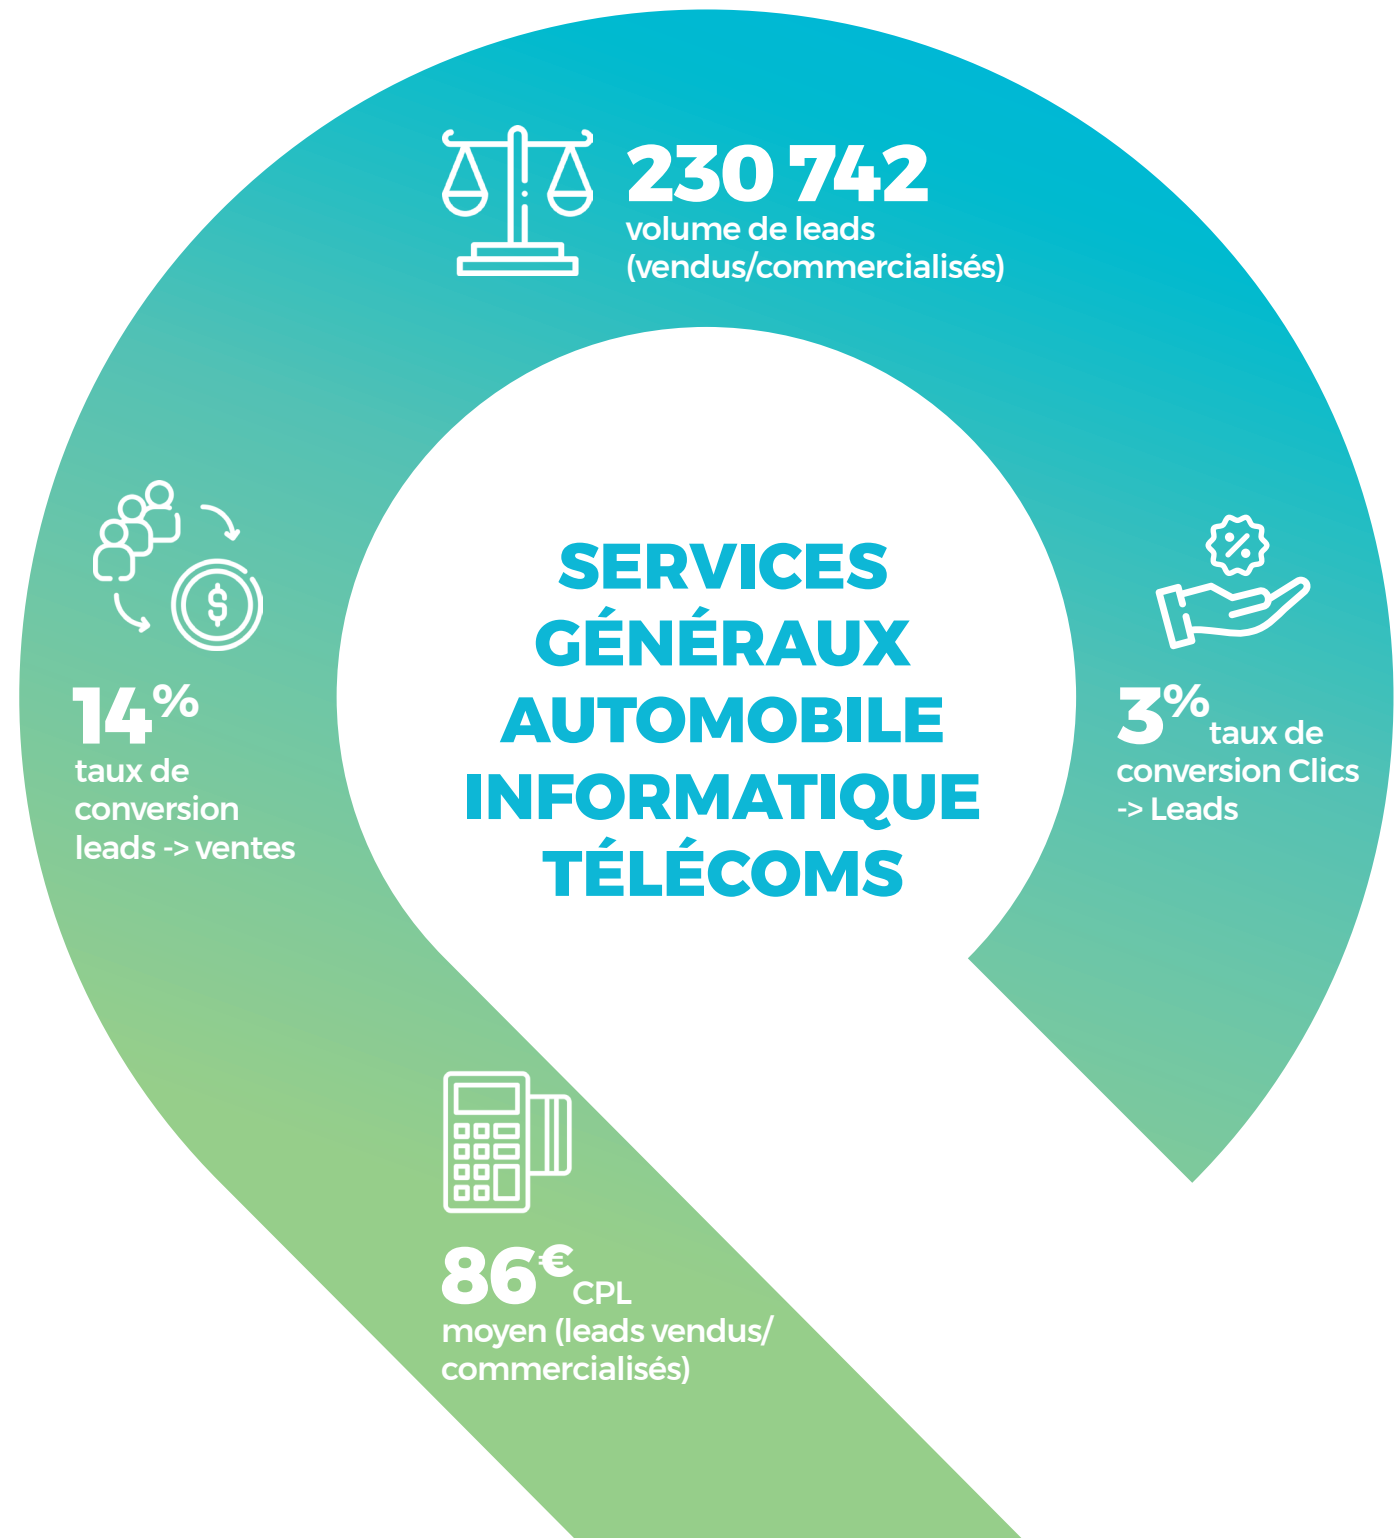 230 742
volume de leads
(vendus/commercialisés)
14%
taux de
conversion
leads -> ventes
SERVICES
GÉNÉRAUX
AUTOMOBILE
INFORMATIQUE
TÉLÉCOMS
3% taux de
conversion Clics
-> Leads
86€ CPL
moyen (leads vendus/
commercialisés)